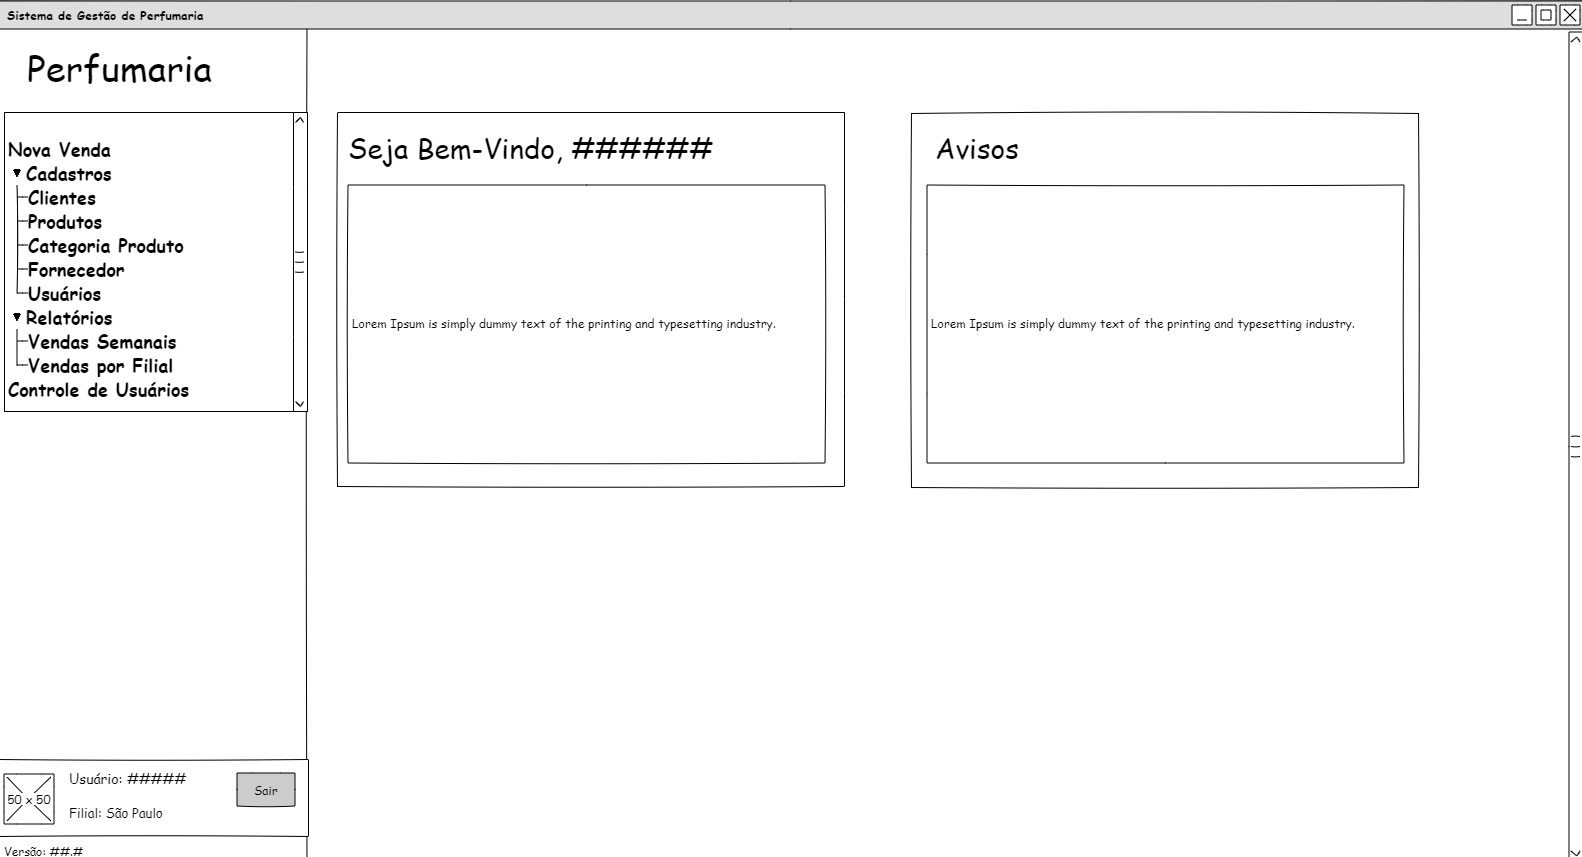 Sistema de Gestão de Perfumaria
Perfumaria
Nova Venda
Cadastros
Clientes
Produtos
Categoria Produto
Fornecedor
Usuários
Relatórios
Vendas Semanais
Vendas por Filial
Controle de Usuários
Seja Bem-Vindo, ######
Lorem Ipsum is simply dummy text of the printing and typesetting industry.
Avisos
Lorem Ipsum is simply dummy text of the printing and typesetting industry.
50 x 50
Usuário: #####
Filial: São Paulo
Sair
Versão: ##.#